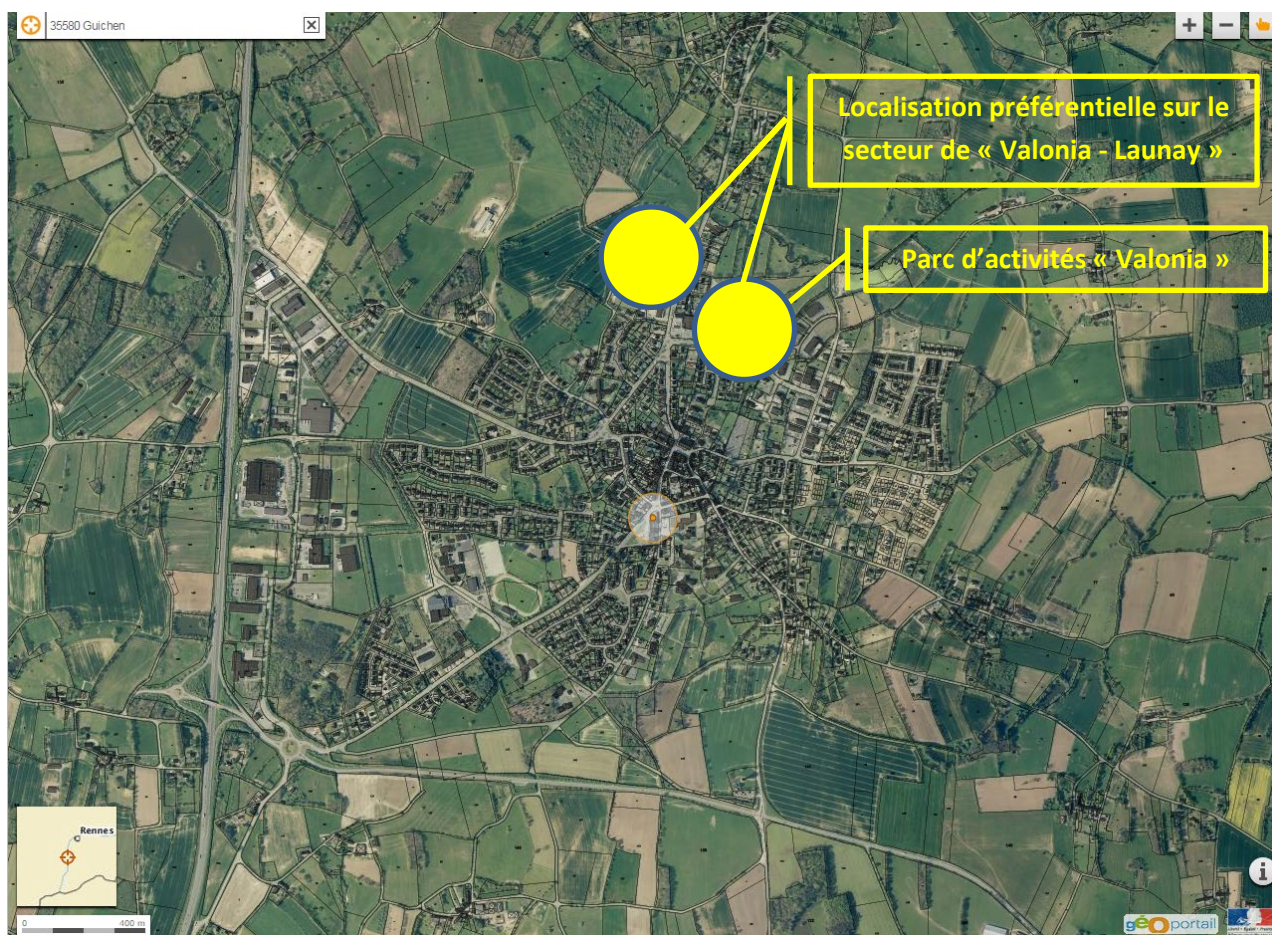 35580 Guichen
Localisation préférentielle sur le
secteur de « Valonia - Launay »
Parc d’activités « Valonia »
Rennes
0 400 m
géoportail